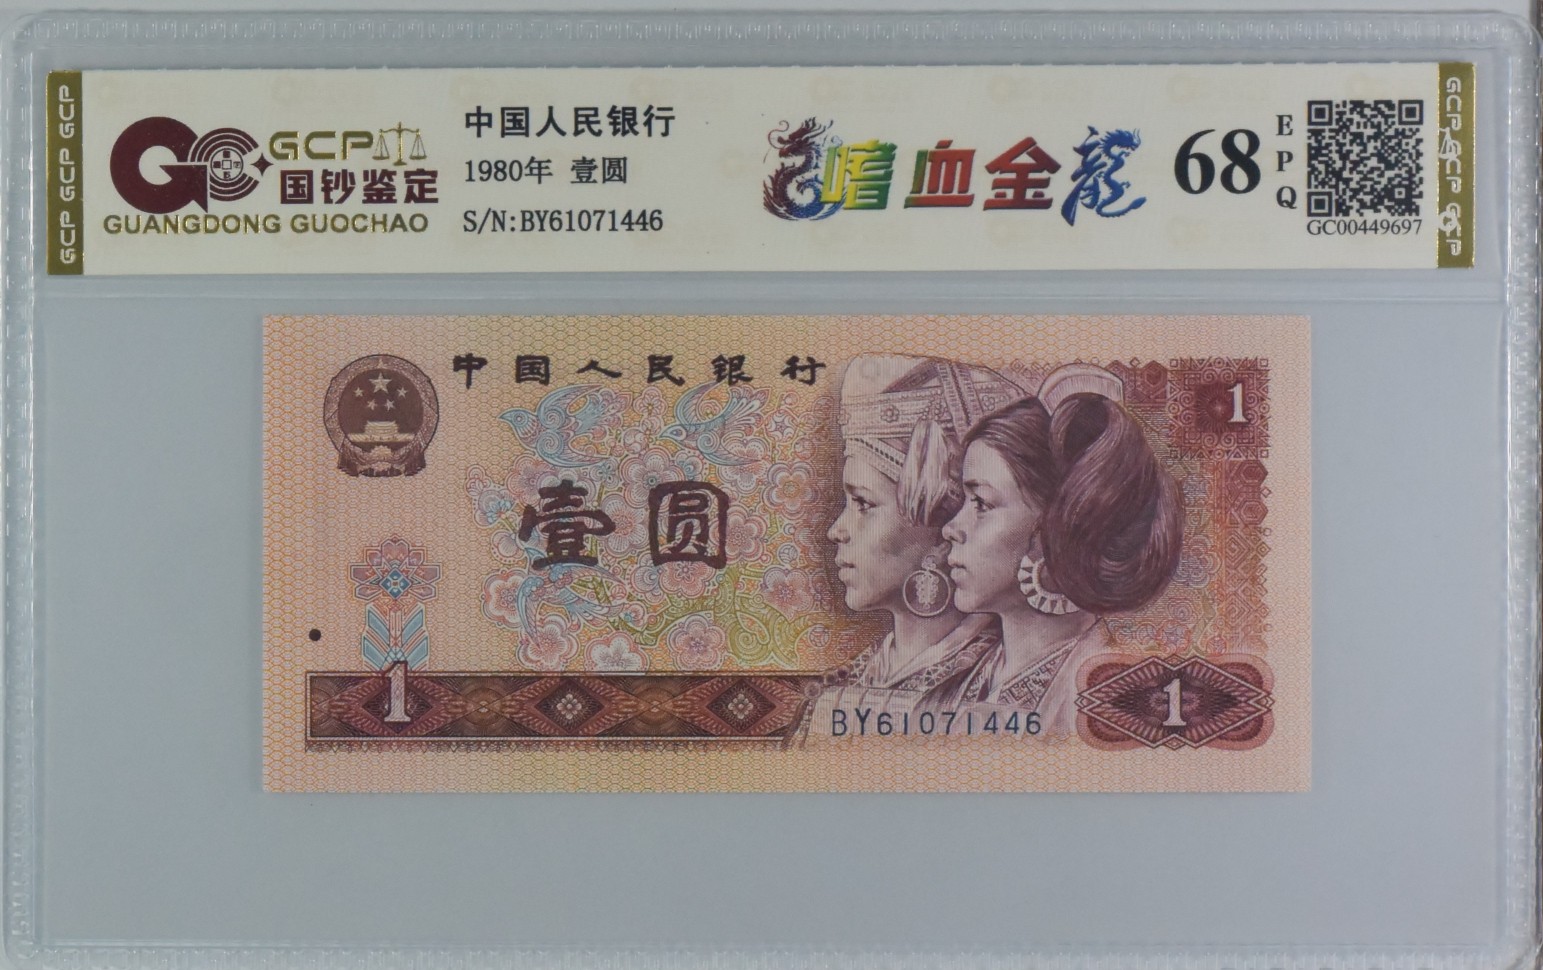 GCP GCP GCP
GCP
国钞鉴定
GUANGDONG GUOCHAO
中国人民银行
1980年 壹圆
S/N:BY61071446
嗜血金龍
68
EPQ
GC00449697
GCP GCP GCP
中国人民银行
1
壹圆
1
BY61071446
1